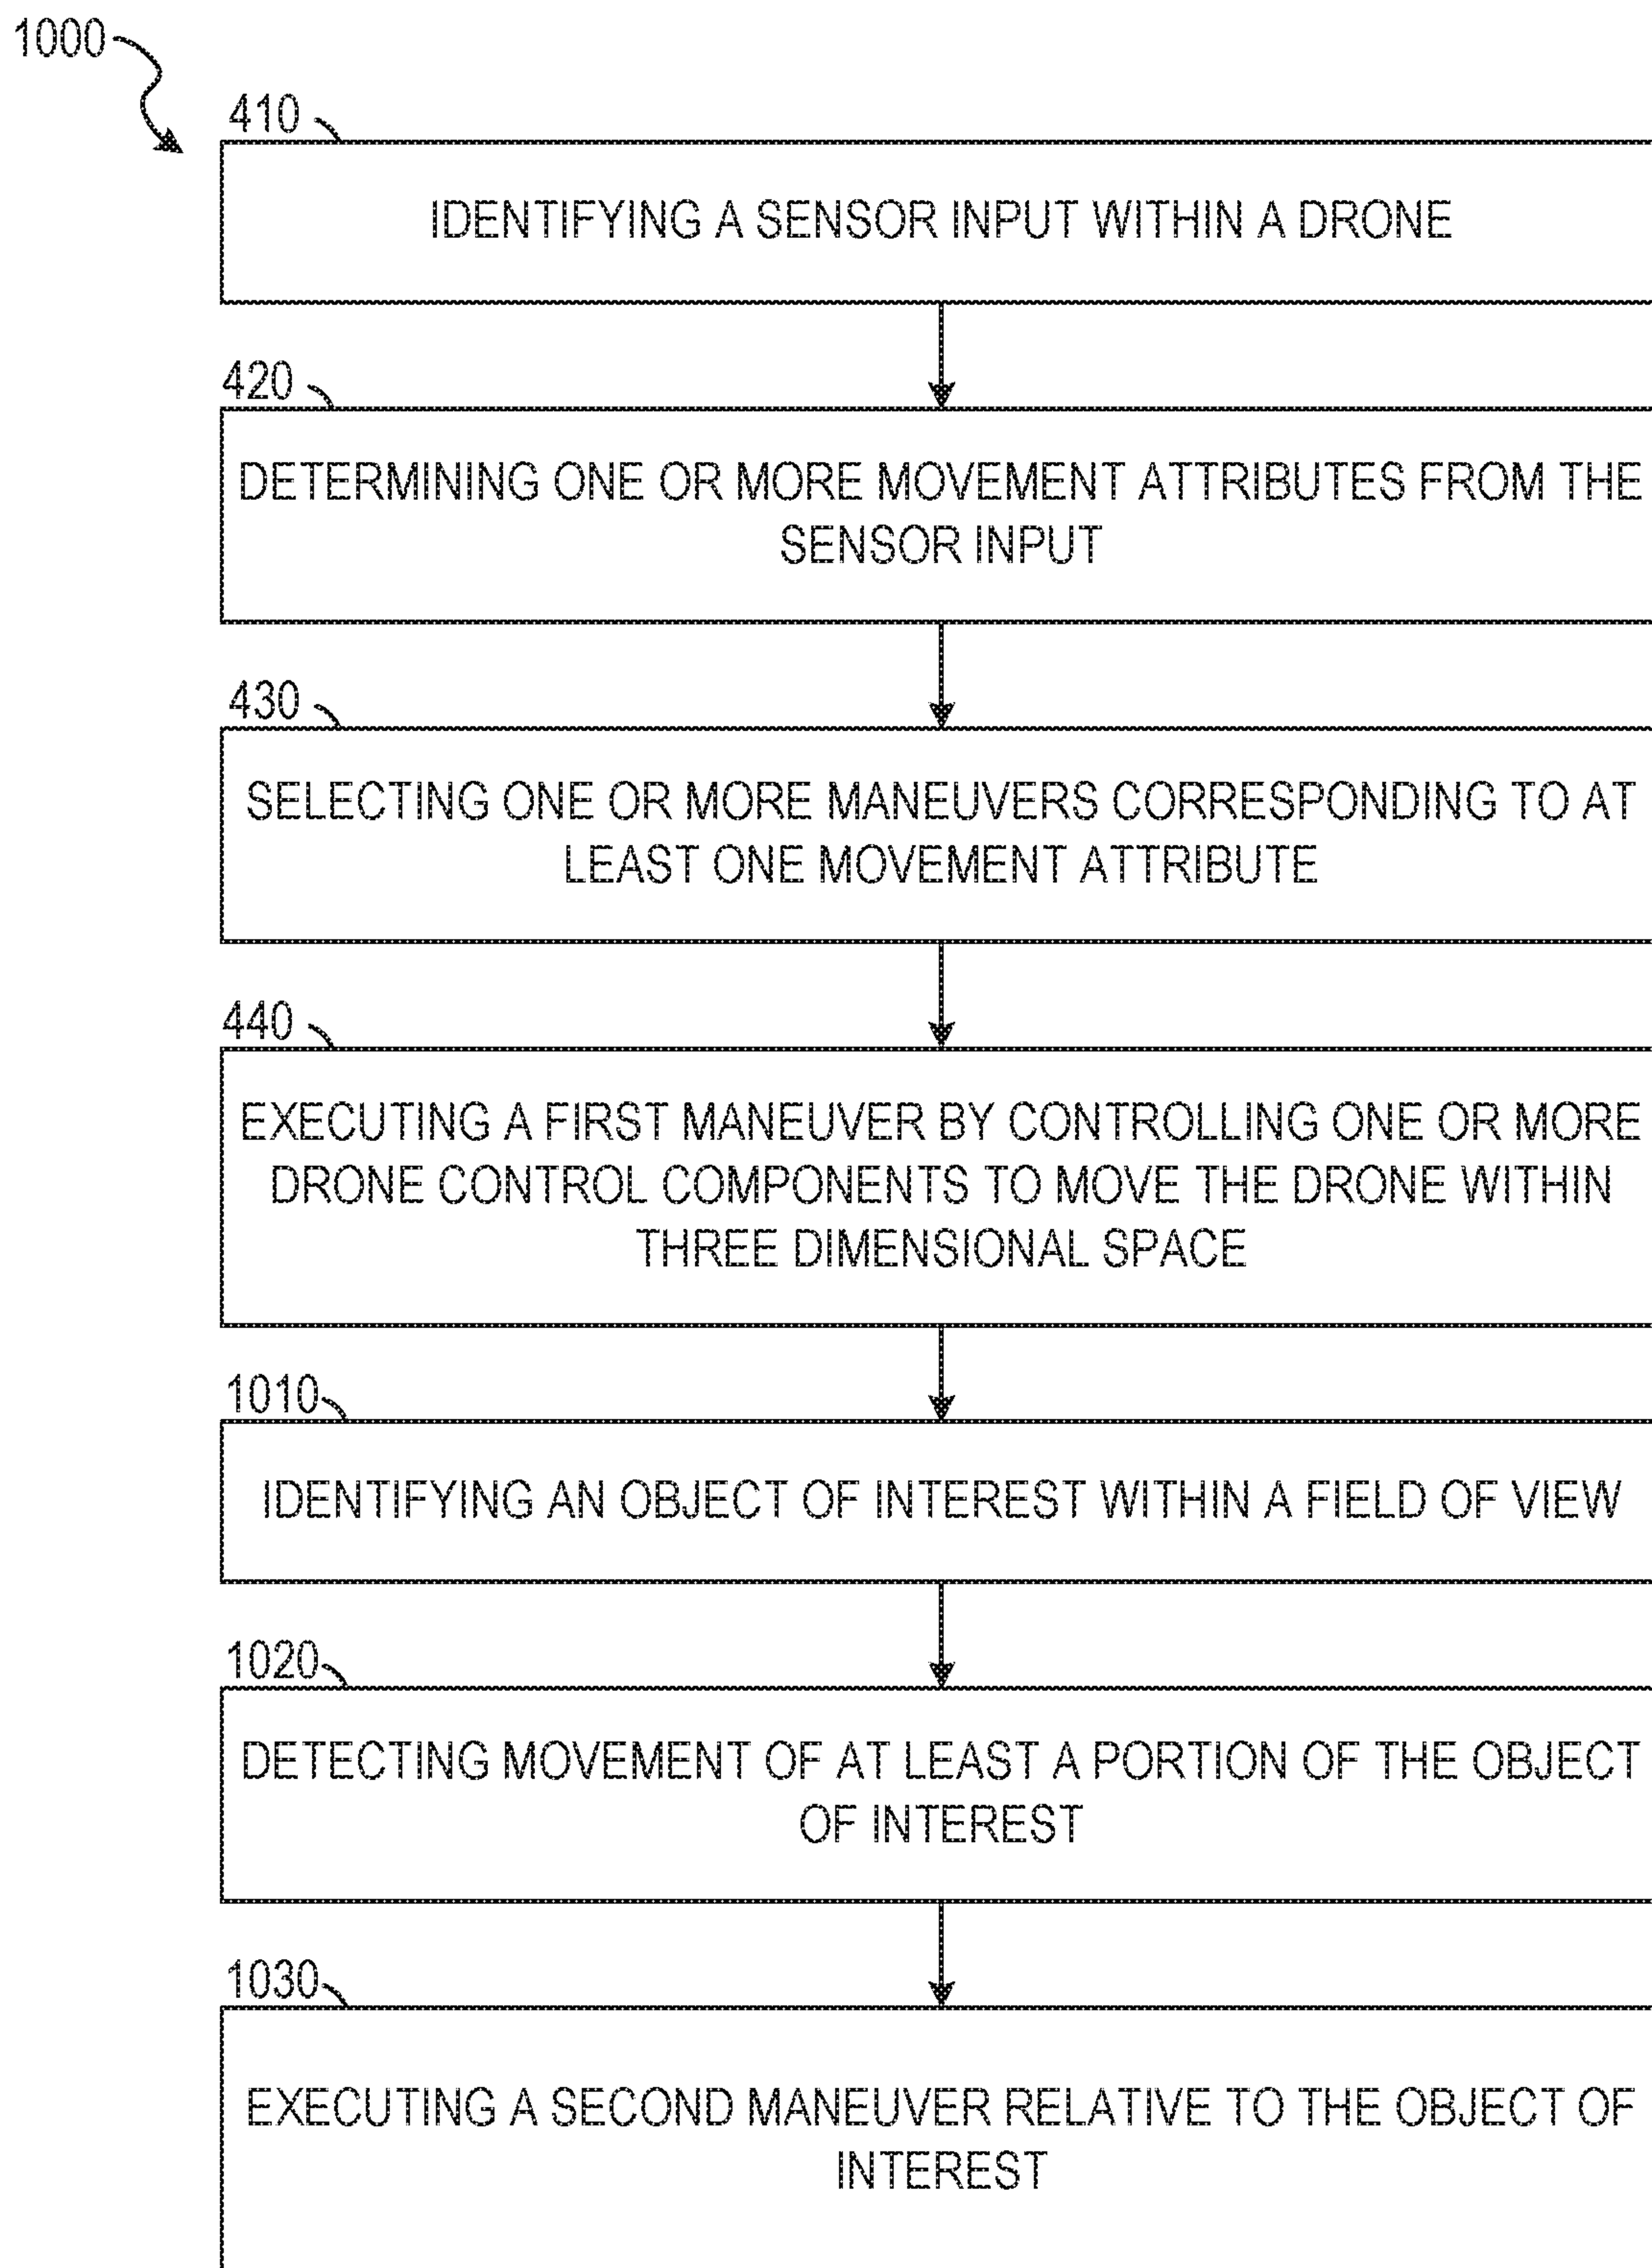 1000
410
IDENTIFYING A SENSOR INPUT WITHIN A DRONE
420
DETERMINING ONE OR MORE MOVEMENT ATTRIBUTES FROM THE
SENSOR INPUT
430
SELECTING ONE OR MORE MANEUVERS CORRESPONDING TO AT
LEAST ONE MOVEMENT ATTRIBUTE
440
EXECUTING A FIRST MANEUVER BY CONTROLLING ONE OR MORE
DRONE CONTROL COMPONENTS TO MOVE THE DRONE WITHIN
THREE DIMENSIONAL SPACE
1010
IDENTIFYING AN OBJECT OF INTEREST WITHIN A FIELD OF VIEW
1020
DETECTING MOVEMENT OF AT LEAST A PORTION OF THE OBJECT
OF INTEREST
1030
EXECUTING A SECOND MANEUVER RELATIVE TO THE OBJECT OF
INTEREST